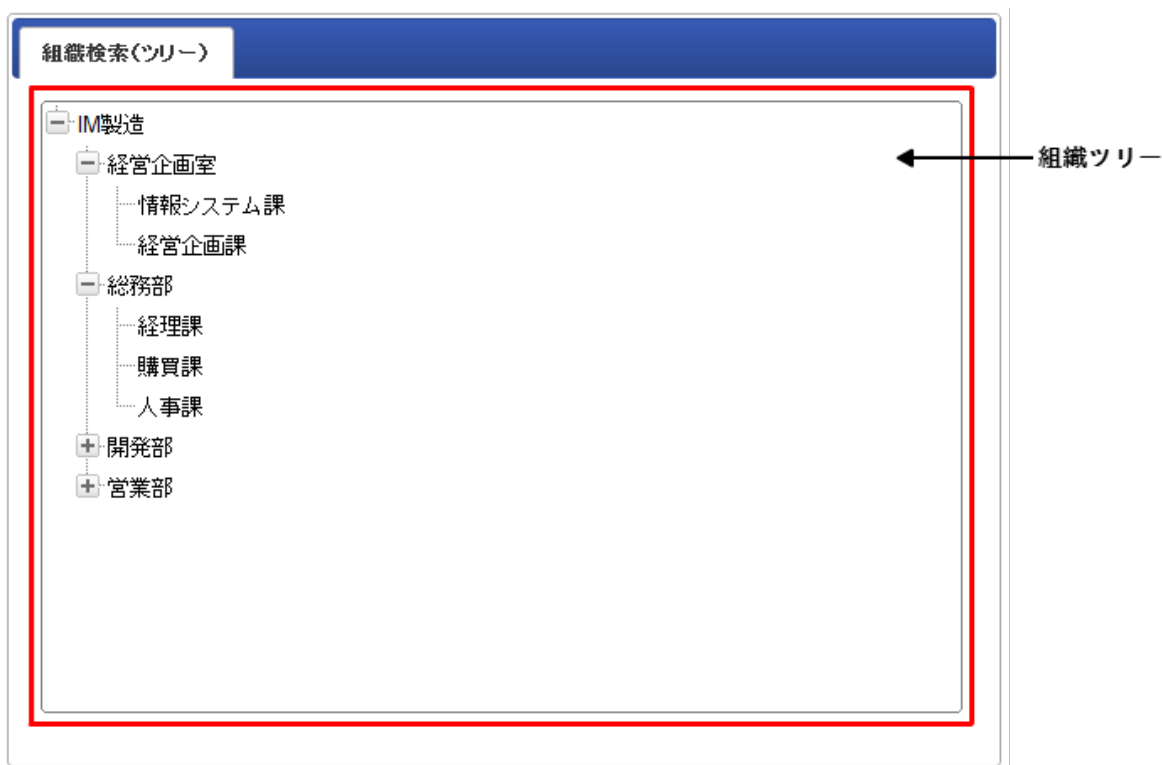 組織検索(ツリー)
IM製造
経営企画室
組織ツリー
情報システム課
経営企画課
総務部
経理課
購買課
人事課
開発部
営業部